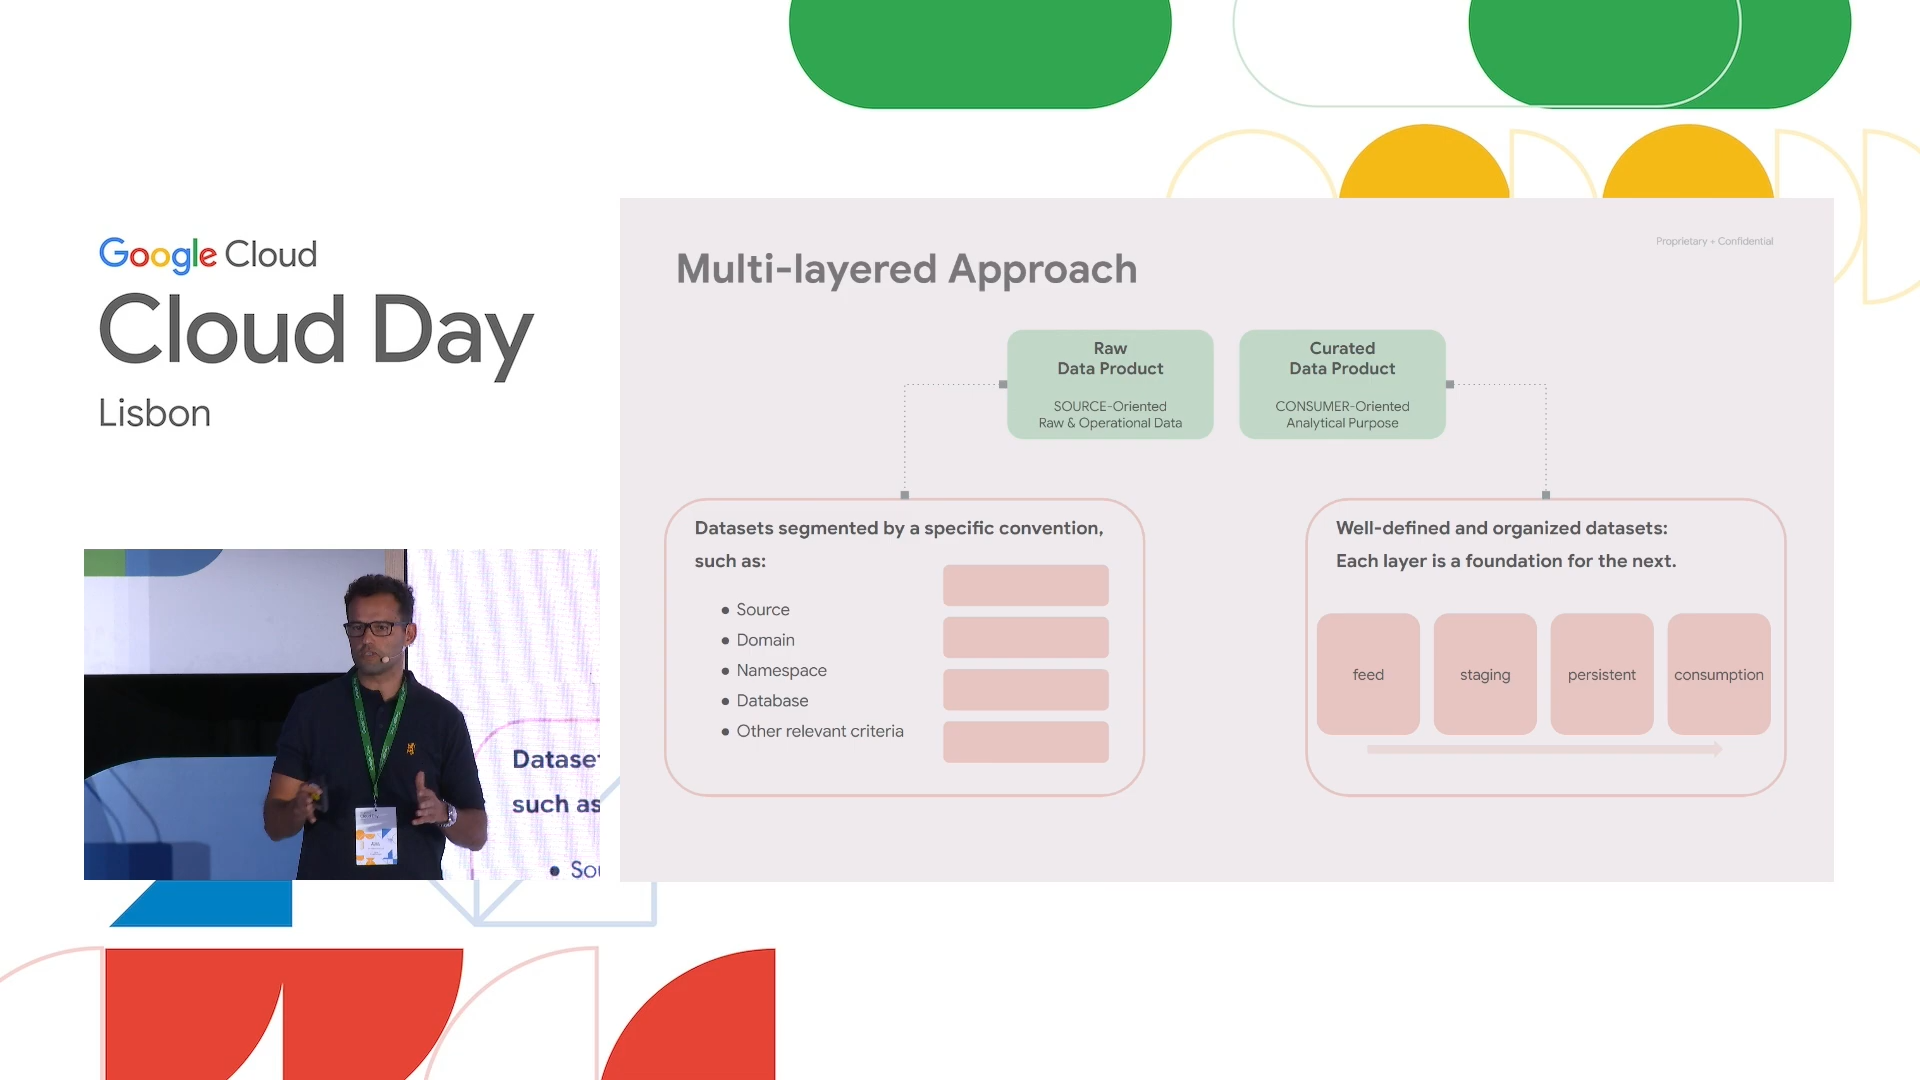 Google Cloud
Cloud Day
Lisbon
Proprietary + Confidential
Multi-layered Approach
Raw
Data Product
SOURCE-Oriented
Raw & Operational Data
Curated
Data Product
CONSUMER-Oriented
Analytical Purpose
Datasets segmented by a specific convention,
such as:
● Source
● Domain
● Namespace
● Database
● Other relevant criteria
Well-defined and organized datasets:
Each layer is a foundation for the next.
feed
staging
persistent
consumption
Datase
such as
● Sou